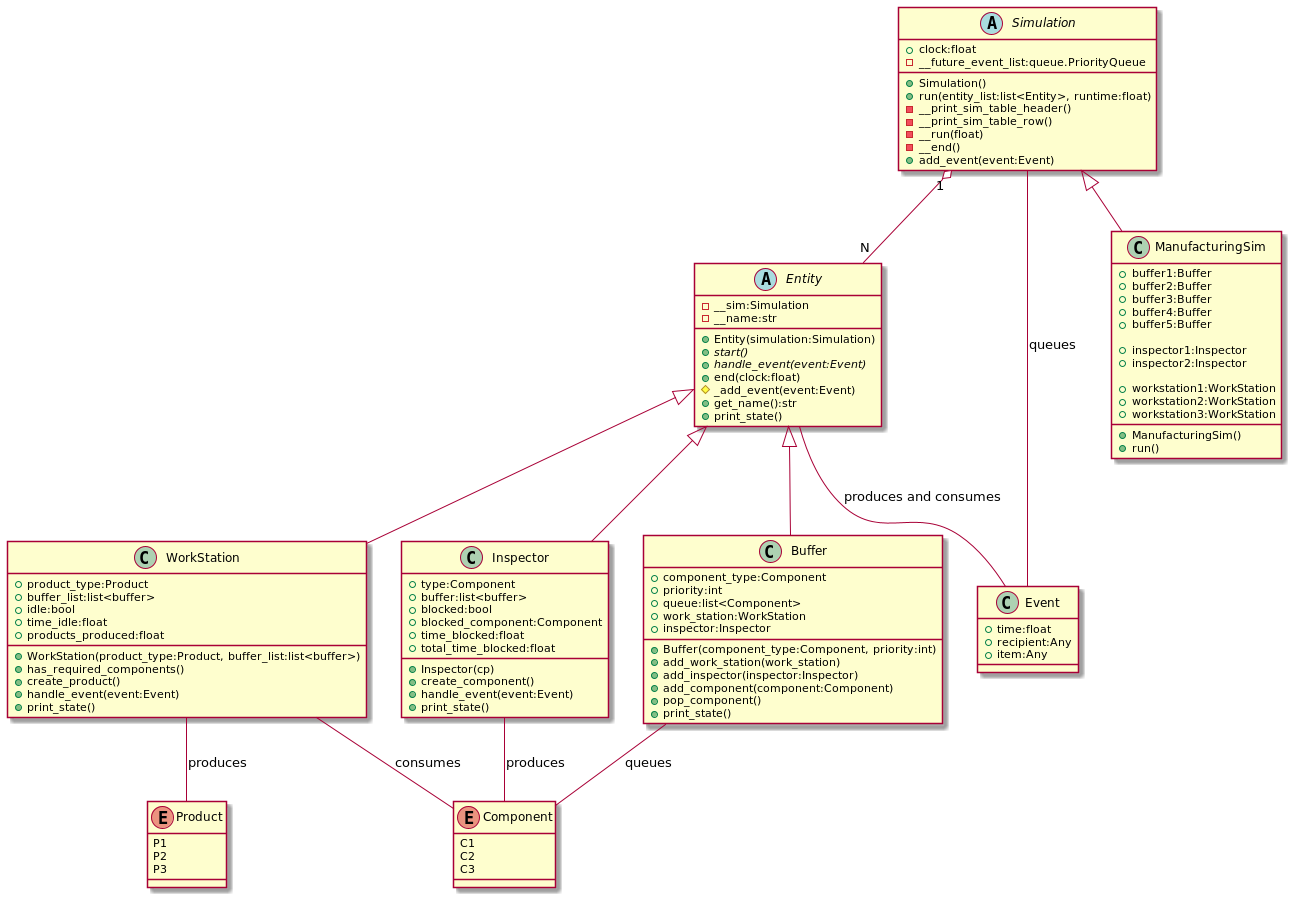 A Simulation
clock:float
__future_event_list:queue.PriorityQueue
Simulation()
run(entity_list:list<Entity>, runtime:float)
__print_sim_table_header()
__print_sim_table_row()
__run(float)
__end()
add_event(event:Event)
1
N
queues
C ManufacturingSim
buffer1:Buffer
buffer2:Buffer
buffer3:Buffer
buffer4:Buffer
buffer5:Buffer
inspector1:Inspector
inspector2:Inspector
workstation1:WorkStation
workstation2:WorkStation
workstation3:WorkStation
ManufacturingSim()
run()
A Entity
__sim:Simulation
__name:str
Entity(simulation:Simulation)
start()
handle_event(event:Event)
end(clock:float)
_add_event(event:Event)
get_name():str
print_state()
produces and consumes
C WorkStation
product_type:Product
buffer_list:list<buffer>
idle:bool
time_idle:float
products_produced:float
WorkStation(product_type:Product, buffer_list:list<buffer>)
has_required_components()
create_product()
handle_event(event:Event)
print_state()
C Inspector
type:Component
buffer:list<buffer>
blocked:bool
blocked_component:Component
time_blocked:float
total_time_blocked:float
Inspector(cp)
create_component()
handle_event(event:Event)
print_state()
C Buffer
component_type:Component
priority:int
queue:list<Component>
work_station:WorkStation
inspector:Inspector
Buffer(component_type:Component, priority:int)
add_work_station(work_station)
add_inspector(inspector:Inspector)
add_component(component:Component)
pop_component()
print_state()
C Event
time:float
recipient:Any
item:Any
produces
consumes
produces
queues
E Product
P1
P2
P3
E Component
C1
C2
C3